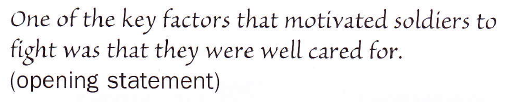 One of the key factors that motivated soldiers to
fight was that they were well cared for.
(opening statement)